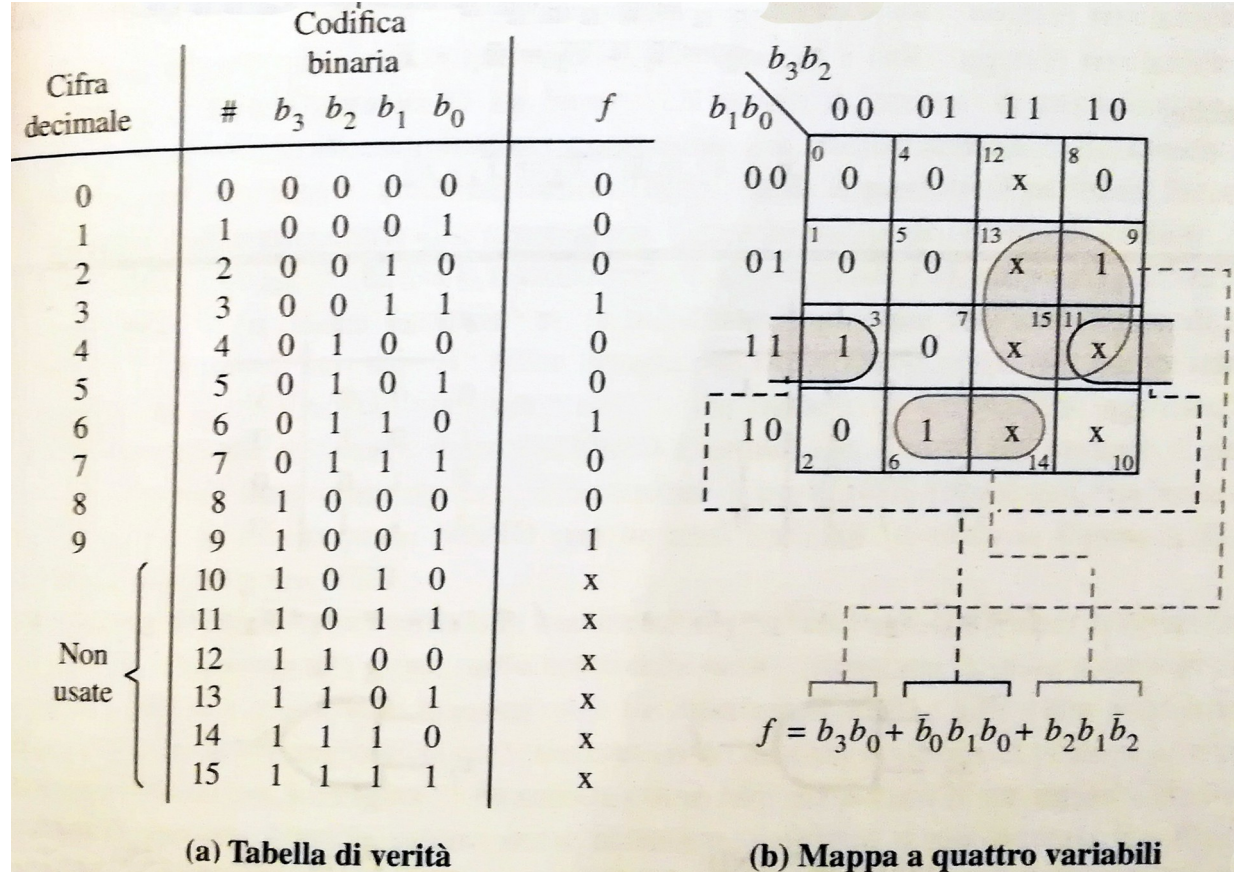 Codifica
binaria
Cifra
decimale
# b3 b2 b1 b0 f
0 0 0 0 0 0 0
1 1 0 0 0 1 0
2 2 0 0 1 0 0
3 3 0 0 1 1 1
4 4 0 1 0 0 0
5 5 0 1 0 1 0
6 6 0 1 1 0 1
7 7 0 1 1 1 0
8 8 1 0 0 0 0
9 9 1 0 0 1 1
10 1 0 1 0 x
11 1 0 1 1 x
Non
usate
12 1 1 0 0 x
13 1 1 0 1 x
14 1 1 1 0 x
15 1 1 1 1 x
(a) Tabella di verità
b3b2
b1b0 00 01 11 10
0 4 12 8
00 0 0 x 0
1 5 13 9
01 0 0 x 1
3 7 15 11
11 1 0 x x
10 0 1 x x
2 6 14 10
f = b3b0 + b̄0b1b0 + b2b1b̄2
(b) Mappa a quattro variabili